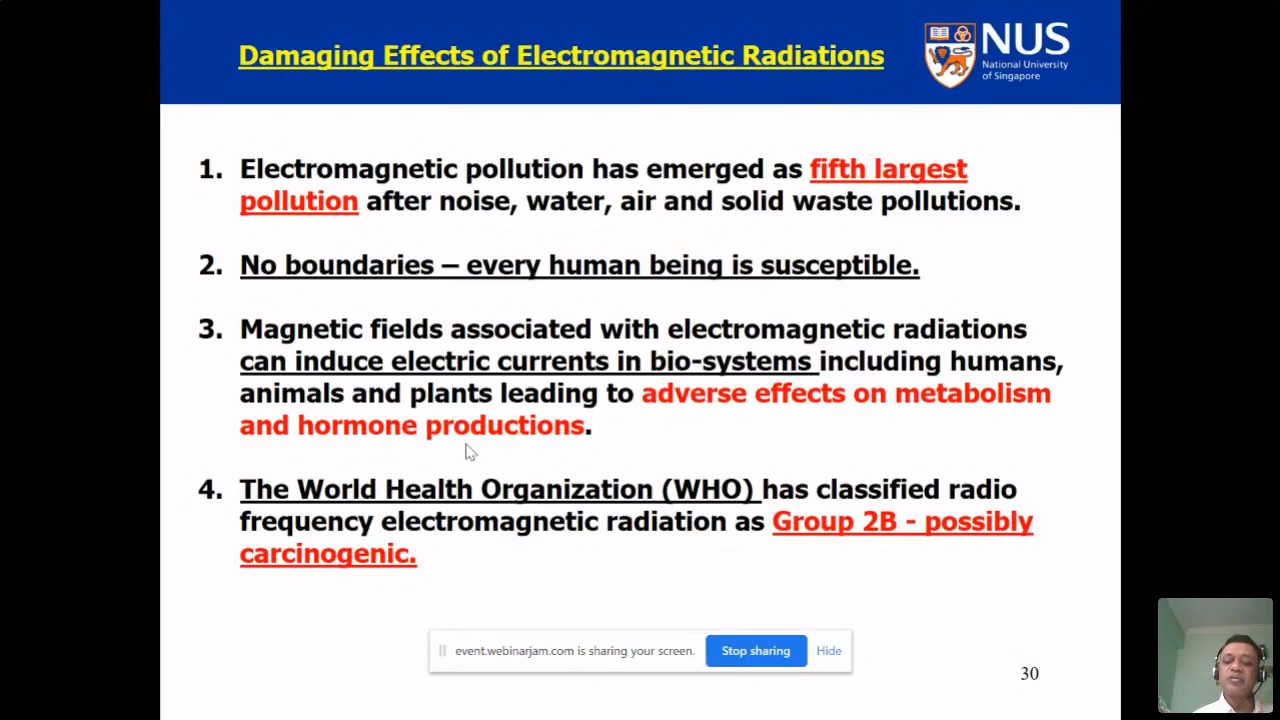 Damaging Effects of Electromagnetic Radiations
NUS
National University
of Singapore
1. Electromagnetic pollution has emerged as fifth largest
pollution after noise, water, air and solid waste pollutions.
2. No boundaries – every human being is susceptible.
3. Magnetic fields associated with electromagnetic radiations
can induce electric currents in bio-systems including humans,
animals and plants leading to adverse effects on metabolism
and hormone productions.
4. The World Health Organization (WHO) has classified radio
frequency electromagnetic radiation as Group 2B - possibly
carcinogenic.
event.webinarjam.com is sharing your screen. Stop sharing Hide
30